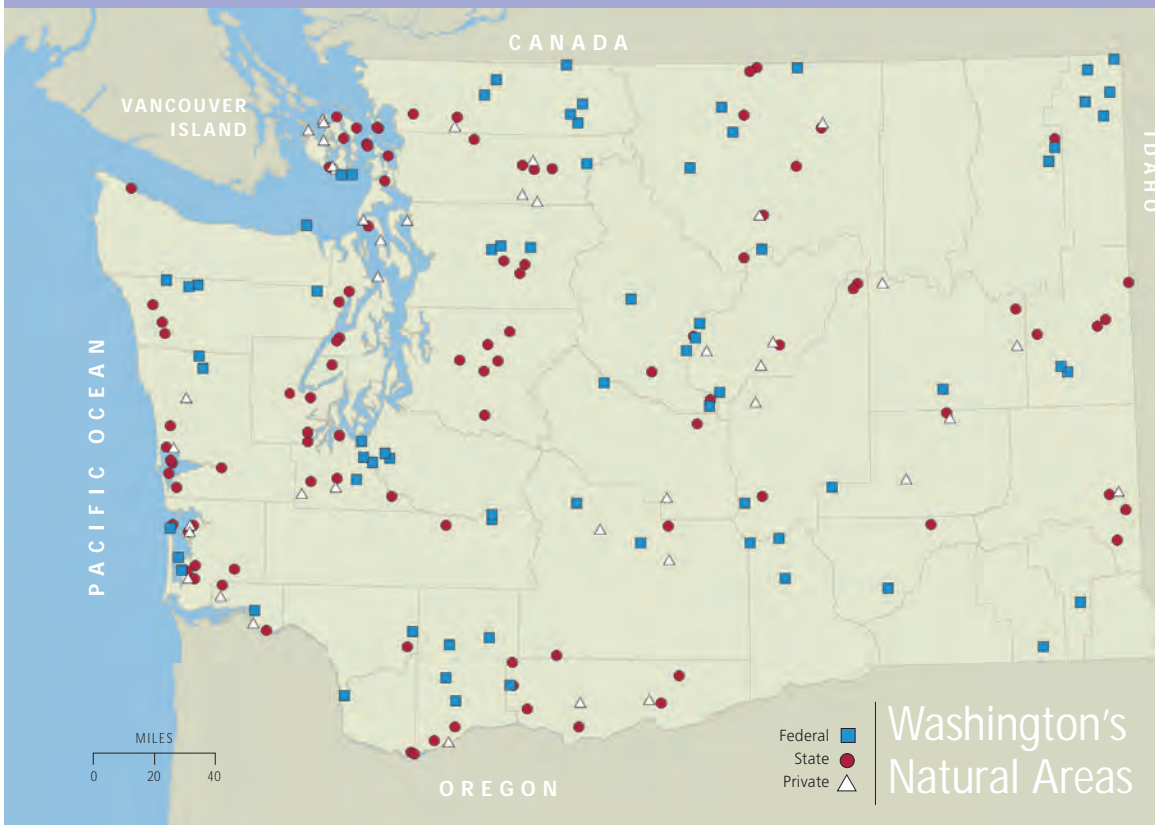 CANADA
VANCOUVER
ISLAND
IDAHO
PACIFIC OCEAN
MILES
0 20 40
OREGON
Federal
State
Private
Washington's
Natural Areas